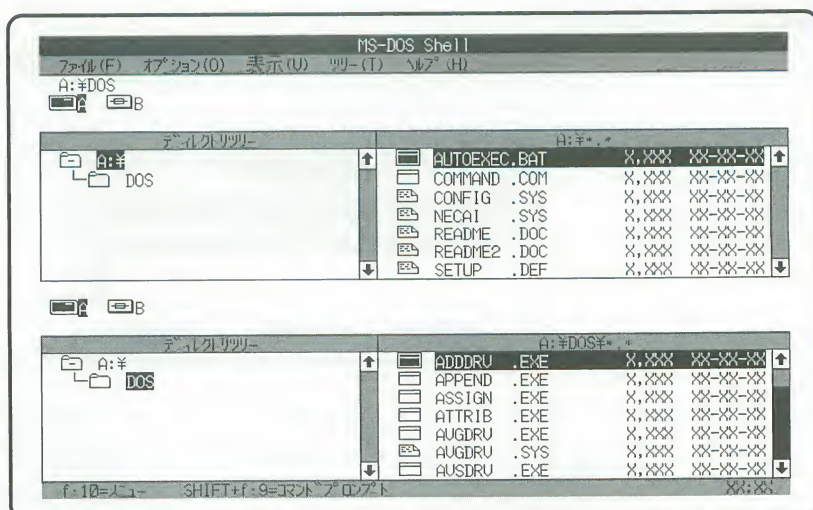 MS-DOS Shell
ファイル(F) オプション(O) 表示(V) ツリー(T) ヘルプ(H)
A:¥DOS
A B
ディレクトリツリー A:¥*.*
A:¥ AUTOEXEC.BAT X,XXX XX-XX-XX
DOS COMMAND .COM X,XXX XX-XX-XX
CONFIG .SYS X,XXX XX-XX-XX
NECAI .SYS X,XXX XX-XX-XX
README .DOC X,XXX XX-XX-XX
README2 .DOC X,XXX XX-XX-XX
SETUP .DEF X,XXX XX-XX-XX
A B
ディレクトリツリー A:¥DOS¥*.*
A:¥ ADDDRV .EXE X,XXX XX-XX-XX
DOS APPEND .EXE X,XXX XX-XX-XX
ASSIGN .EXE X,XXX XX-XX-XX
ATTRIB .EXE X,XXX XX-XX-XX
AVGDRV .EXE X,XXX XX-XX-XX
AVGDRV .SYS X,XXX XX-XX-XX
AVSDRV .EXE X,XXX XX-XX-XX
f・10=メニュー SHIFT+f・9=コマンドプロンプト XX:XX